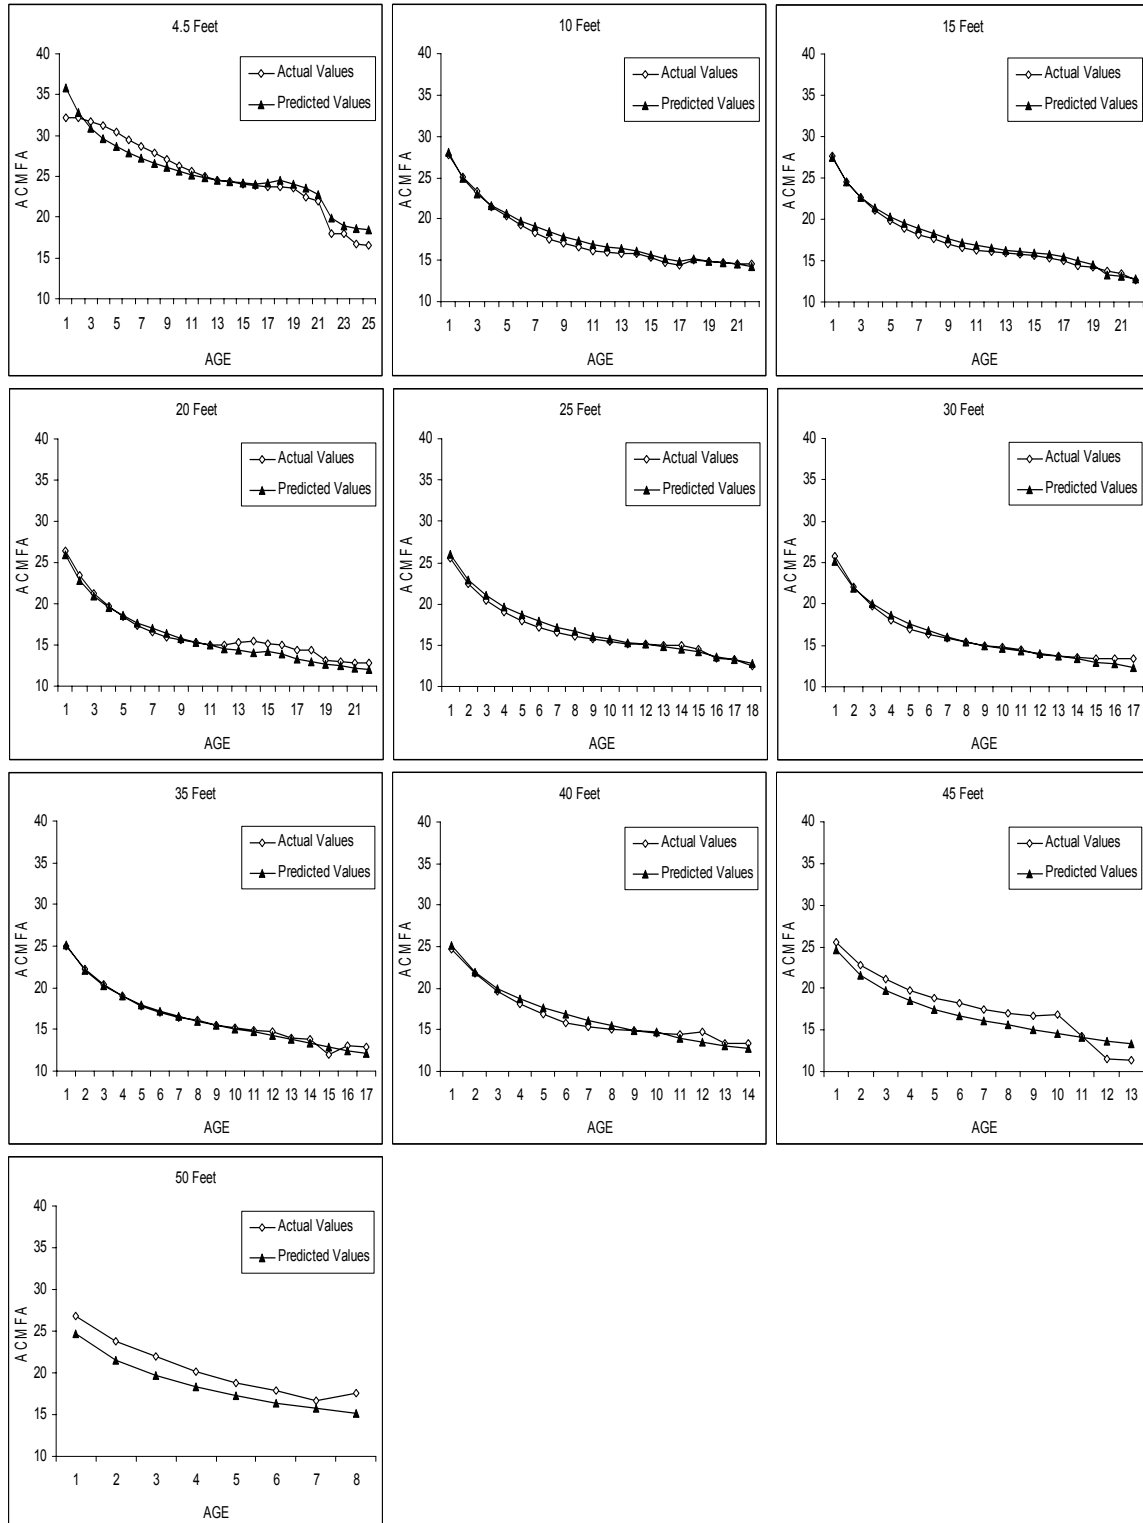 4.5 Feet
40
35
30
25
20
15
10
ACMFA
Actual Values
Predicted Values
1 3 5 7 9 11 13 15 17 19 21 23 25
AGE
10 Feet
40
35
30
25
20
15
10
ACMFA
Actual Values
Predicted Values
1 3 5 7 9 11 13 15 17 19 21
AGE
15 Feet
40
35
30
25
20
15
10
ACMFA
Actual Values
Predicted Values
1 3 5 7 9 11 13 15 17 19 21
AGE
20 Feet
40
35
30
25
20
15
10
ACMFA
Actual Values
Predicted Values
1 3 5 7 9 11 13 15 17 19 21
AGE
25 Feet
40
35
30
25
20
15
10
ACMFA
Actual Values
Predicted Values
1 2 3 4 5 6 7 8 9 10 11 12 13 14 15 16 17 18
AGE
30 Feet
40
35
30
25
20
15
10
ACMFA
Actual Values
Predicted Values
1 2 3 4 5 6 7 8 9 10 11 12 13 14 15 16 17
AGE
35 Feet
40
35
30
25
20
15
10
ACMFA
Actual Values
Predicted Values
1 2 3 4 5 6 7 8 9 10 11 12 13 14 15 16 17
AGE
40 Feet
40
35
30
25
20
15
10
ACMFA
Actual Values
Predicted Values
1 2 3 4 5 6 7 8 9 10 11 12 13 14
AGE
45 Feet
40
35
30
25
20
15
10
ACMFA
Actual Values
Predicted Values
1 2 3 4 5 6 7 8 9 10 11 12 13
AGE
50 Feet
40
35
30
25
20
15
10
ACMFA
Actual Values
Predicted Values
1 2 3 4 5 6 7 8
AGE